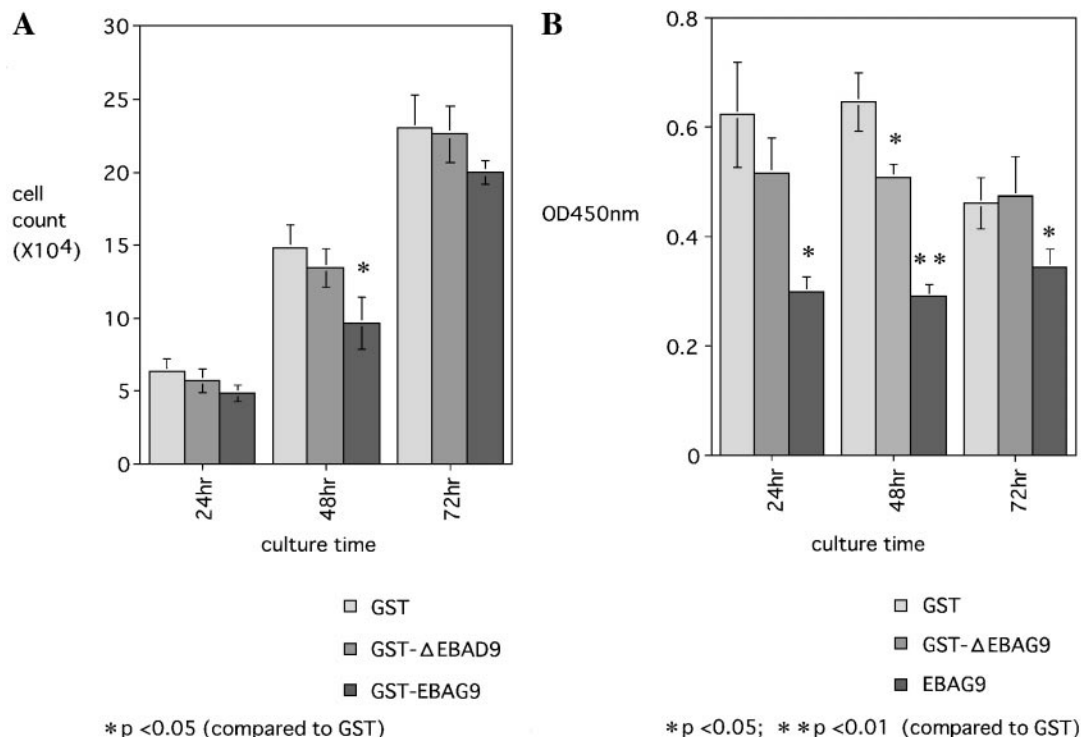 A
30
25
20
15
10
5
0
cell
count
(X10⁴)
*
24hr
48hr
72hr
culture time
GST
GST-ΔEBAD9
GST-EBAG9
*p <0.05 (compared to GST)
B
0.8
0.6
0.4
0.2
0
OD450nm
*
*
**
*
24hr
48hr
72hr
culture time
GST
GST-ΔEBAG9
EBAG9
*p <0.05; **p <0.01 (compared to GST)